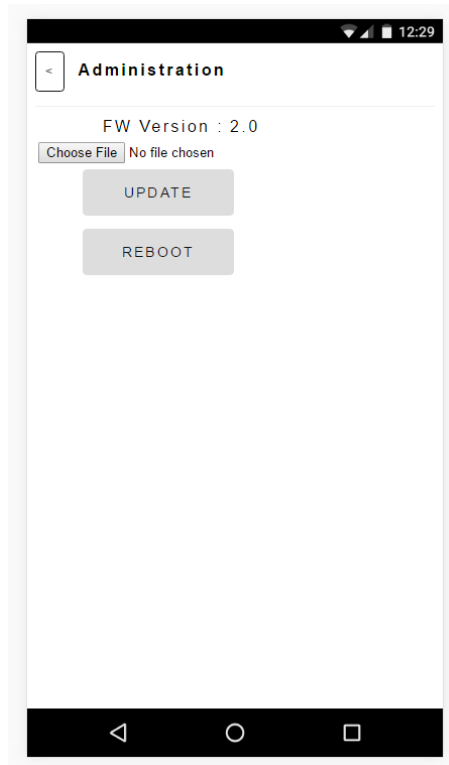 12:29
< Administration
FW Version : 2.0
Choose File No file chosen
UPDATE
REBOOT